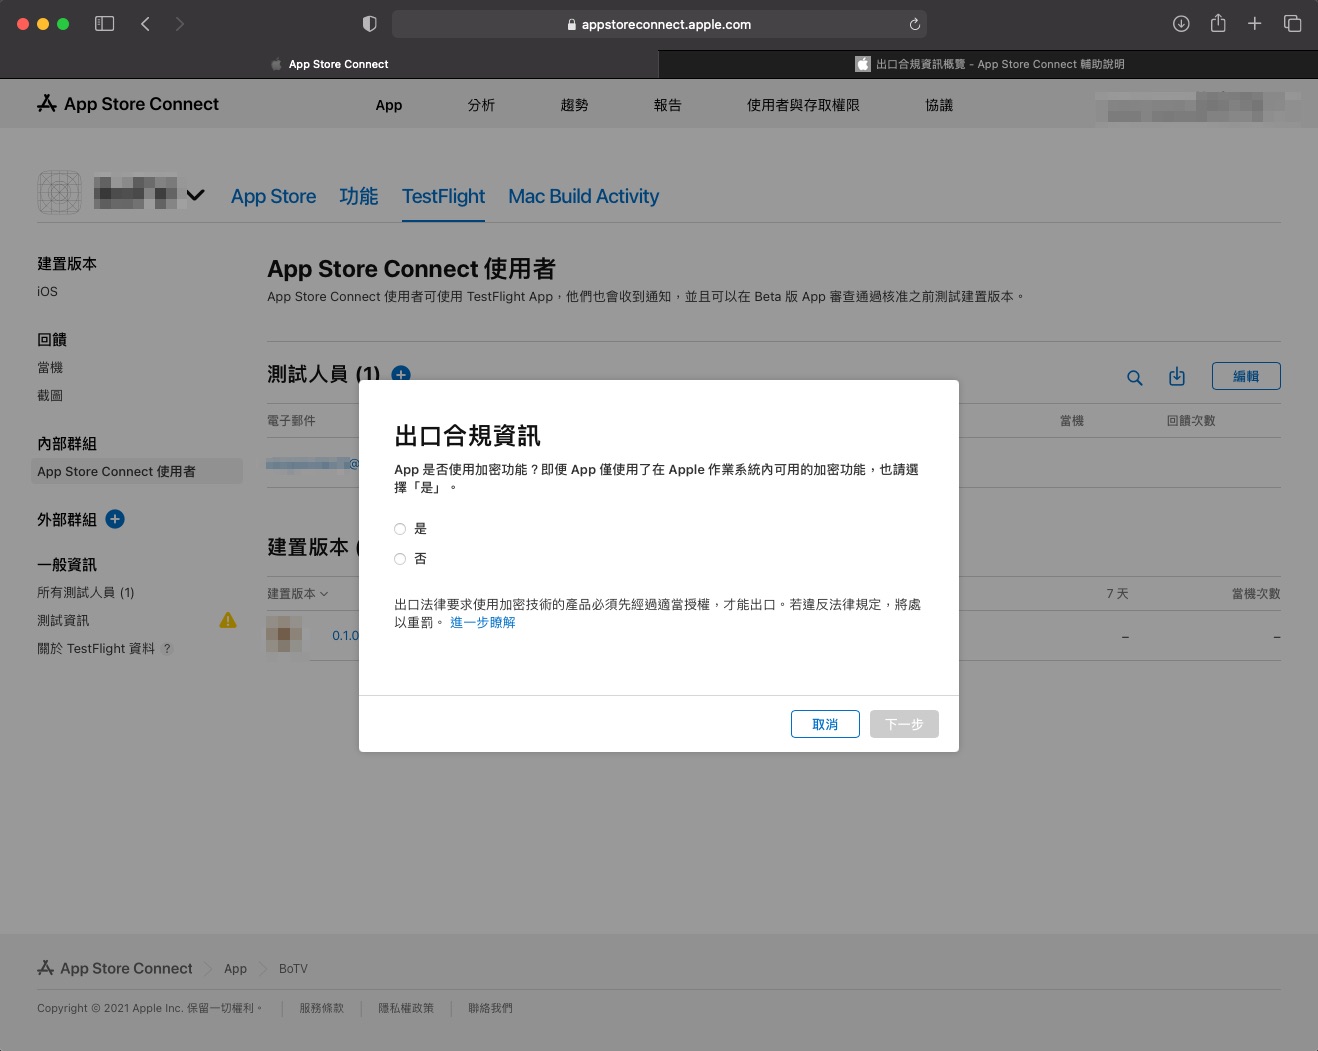 appstoreconnect.apple.com
App Store Connect
出口合規資訊概覽 - App Store Connect 輔助說明
App Store Connect
App
分析
趨勢
報告
使用者與存取權限
協議
App Store
功能
TestFlight
Mac Build Activity
建置版本
iOS
回饋
當機
截圖
內部群組
App Store Connect 使用者
外部群組
一般資訊
所有測試人員 (1)
測試資訊
關於 TestFlight 資料 ?
App Store Connect 使用者
App Store Connect 使用者可使用 TestFlight App，他們也會收到通知，並且可以在 Beta 版 App 審查通過核准之前測試建置版本。
測試人員 (1)
編輯
電子郵件
當機
回饋次數
@
建置版本 (
建置版本
7 天
當機次數
0.1.0
–
–
出口合規資訊
App 是否使用加密功能？即便 App 僅使用了在 Apple 作業系統內可用的加密功能，也請選
擇「是」。
是
否
出口法律要求使用加密技術的產品必須先經過適當授權，才能出口。若違反法律規定，將處
以重罰。 進一步瞭解
取消
下一步
App Store Connect
App
BoTV
Copyright © 2021 Apple Inc. 保留一切權利。
服務條款
隱私權政策
聯絡我們